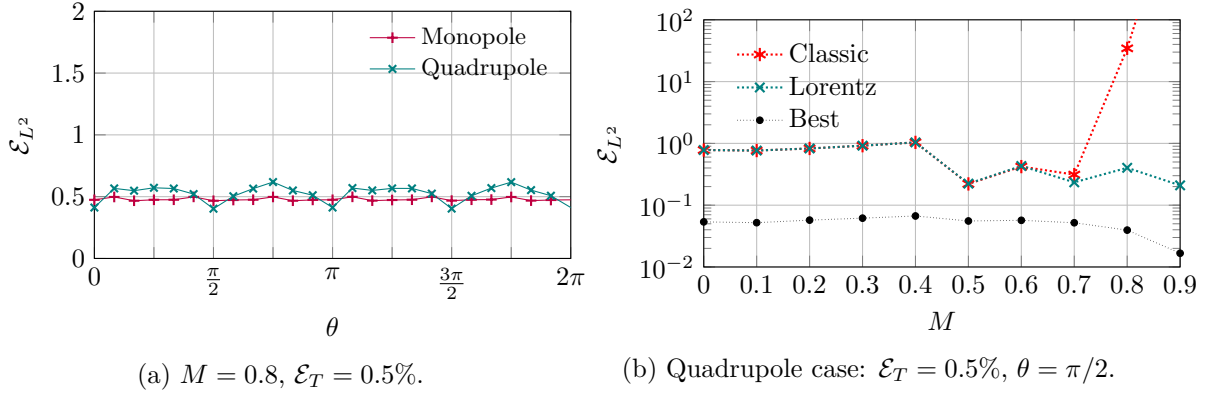 2
1.5
1
0.5
0
0
π/2
π
3π/2
2π
θ
ℰ_{L²}
Monopole
Quadrupole
(a) M = 0.8, ℰ_T = 0.5%.
10²
10¹
10⁰
10⁻¹
10⁻²
0 0.1 0.2 0.3 0.4 0.5 0.6 0.7 0.8 0.9
M
ℰ_{L²}
Classic
Lorentz
Best
(b) Quadrupole case: ℰ_T = 0.5%, θ = π/2.